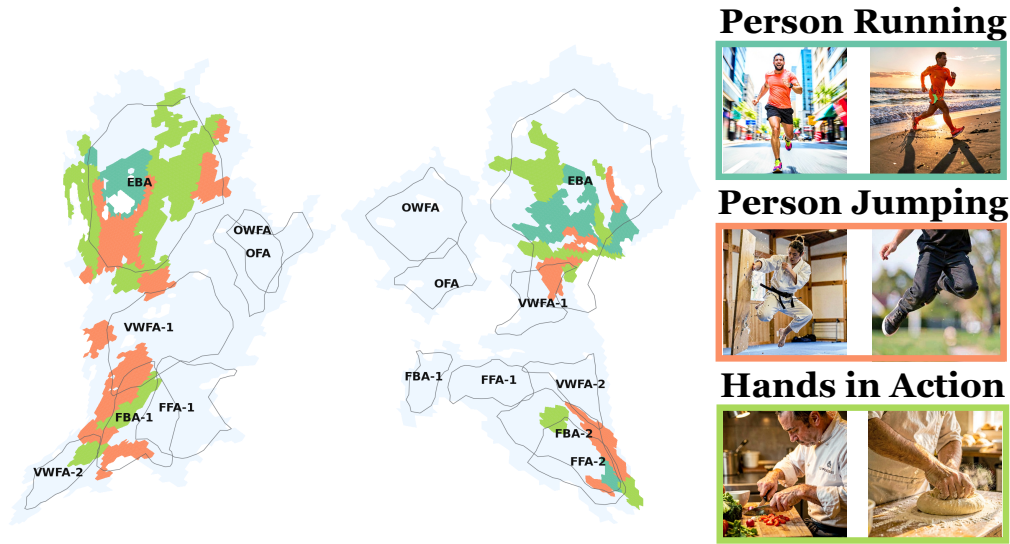 Person Running
Person Jumping
Hands in Action
EBA
OWFA
OFA
VWFA-1
FFA-1
FBA-1
VWFA-2
EBA
OWFA
OFA
VWFA-1
FBA-1
FFA-1
VWFA-2
FBA-2
FFA-2